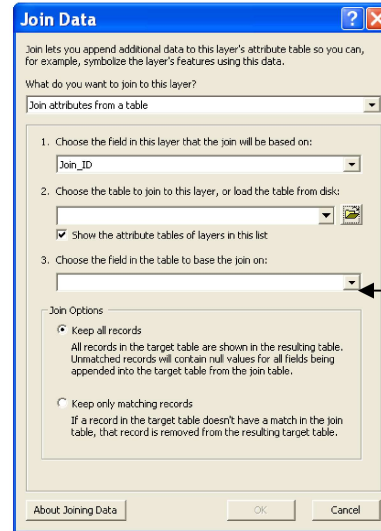 Join Data
Join lets you append additional data to this layer's attribute table so you can,
for example, symbolize the layer's features using this data.
What do you want to join to this layer?
Join attributes from a table
1. Choose the field in this layer that the join will be based on:
Join_ID
2. Choose the table to join to this layer, or load the table from disk:
Show the attribute tables of layers in this list
3. Choose the field in the table to base the join on:
Join Options
Keep all records
All records in the target table are shown in the resulting table.
Unmatched records will contain null values for all fields being
appended into the target table from the join table.
Keep only matching records
If a record in the target table doesn't have a match in the join
table, that record is removed from the resulting target table.
About Joining Data OK Cancel